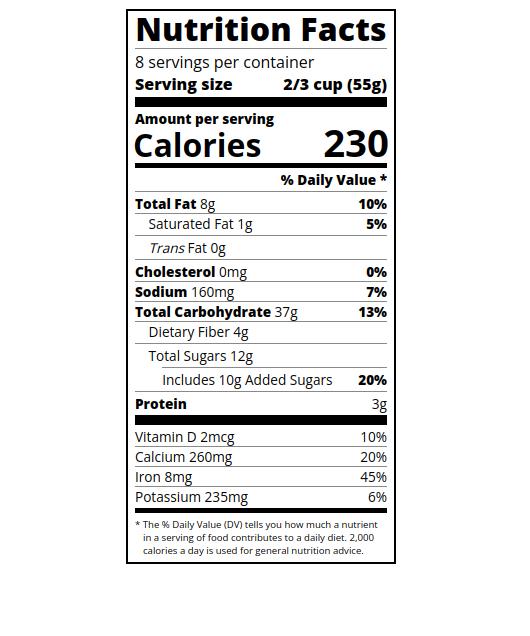 Nutrition Facts
8 servings per container
Serving size 2/3 cup (55g)
Amount per serving
Calories 230
% Daily Value *
Total Fat 8g 10%
Saturated Fat 1g 5%
Trans Fat 0g
Cholesterol 0mg 0%
Sodium 160mg 7%
Total Carbohydrate 37g 13%
Dietary Fiber 4g
Total Sugars 12g
Includes 10g Added Sugars 20%
Protein 3g
Vitamin D 2mcg 10%
Calcium 260mg 20%
Iron 8mg 45%
Potassium 235mg 6%
* The % Daily Value (DV) tells you how much a nutrient
in a serving of food contributes to a daily diet. 2,000
calories a day is used for general nutrition advice.